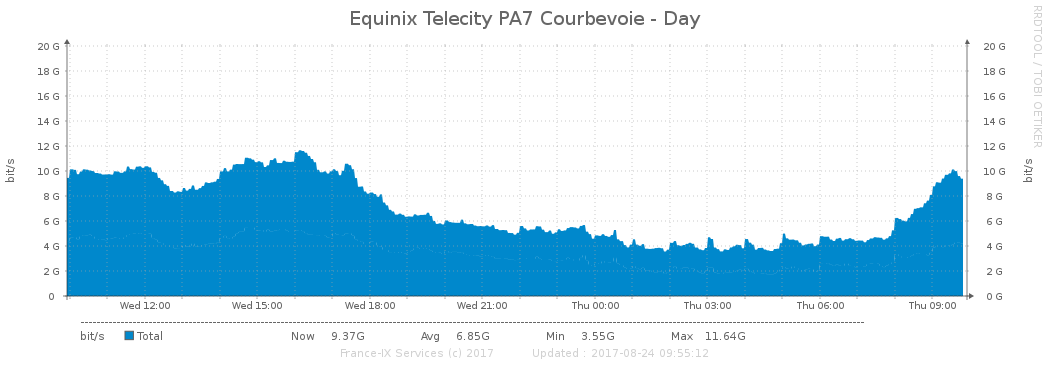 Equinix Telecity PA7 Courbevoie - Day
RRDTOOL / TOBI OETIKER
20 G 20 G
18 G 18 G
16 G 16 G
14 G 14 G
12 G 12 G
10 G 10 G
8 G 8 G
6 G 6 G
4 G 4 G
2 G 2 G
0 0 G
bit/s
bit/s
Wed 12:00 Wed 15:00 Wed 18:00 Wed 21:00 Thu 00:00 Thu 03:00 Thu 06:00 Thu 09:00
bit/s Total Now 9.37G Avg 6.85G Min 3.55G Max 11.64G
France-IX Services (c) 2017 Updated : 2017-08-24 09:55:12